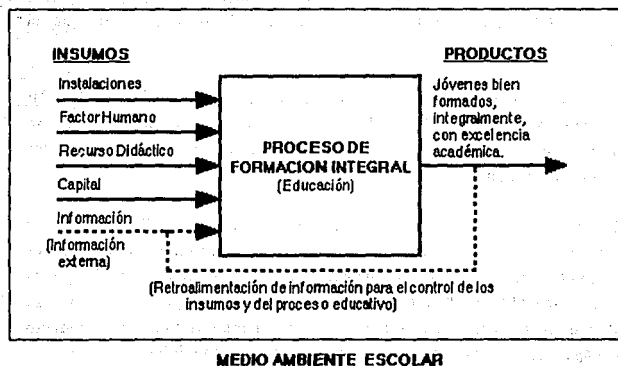 INSUMOS
Instalaciones
Factor Humano
Recurso Didáctico
Capital
Información
(Información
externa)
PROCESO DE
FORMACION INTEGRAL
(Educación)
PRODUCTOS
Jóvenes bien
formados,
integralmente,
con excelencia
académica.
(Retroalimentación de información para el control de los
insumos y del proceso educativo)
MEDIO AMBIENTE ESCOLAR